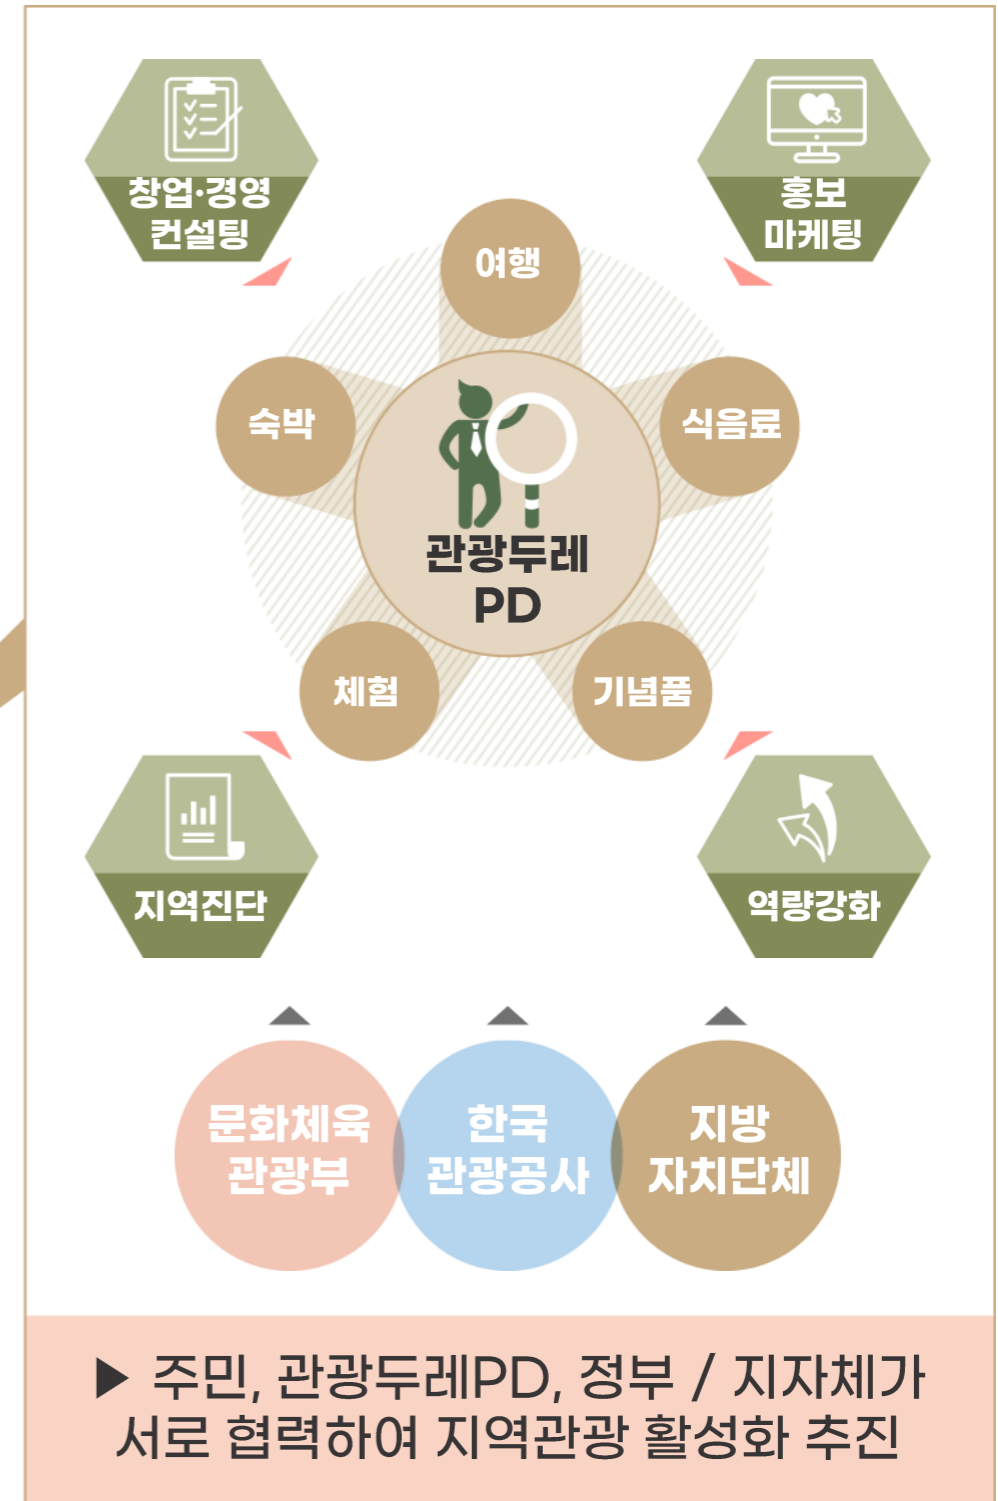 창업·경영
컨설팅
홍보
마케팅
여행
숙박
식음료
관광두레
PD
체험
기념품
지역진단
역량강화
문화체육
관광부
한국
관광공사
지방
자치단체
▶ 주민, 관광두레PD, 정부 / 지자체가
서로 협력하여 지역관광 활성화 추진